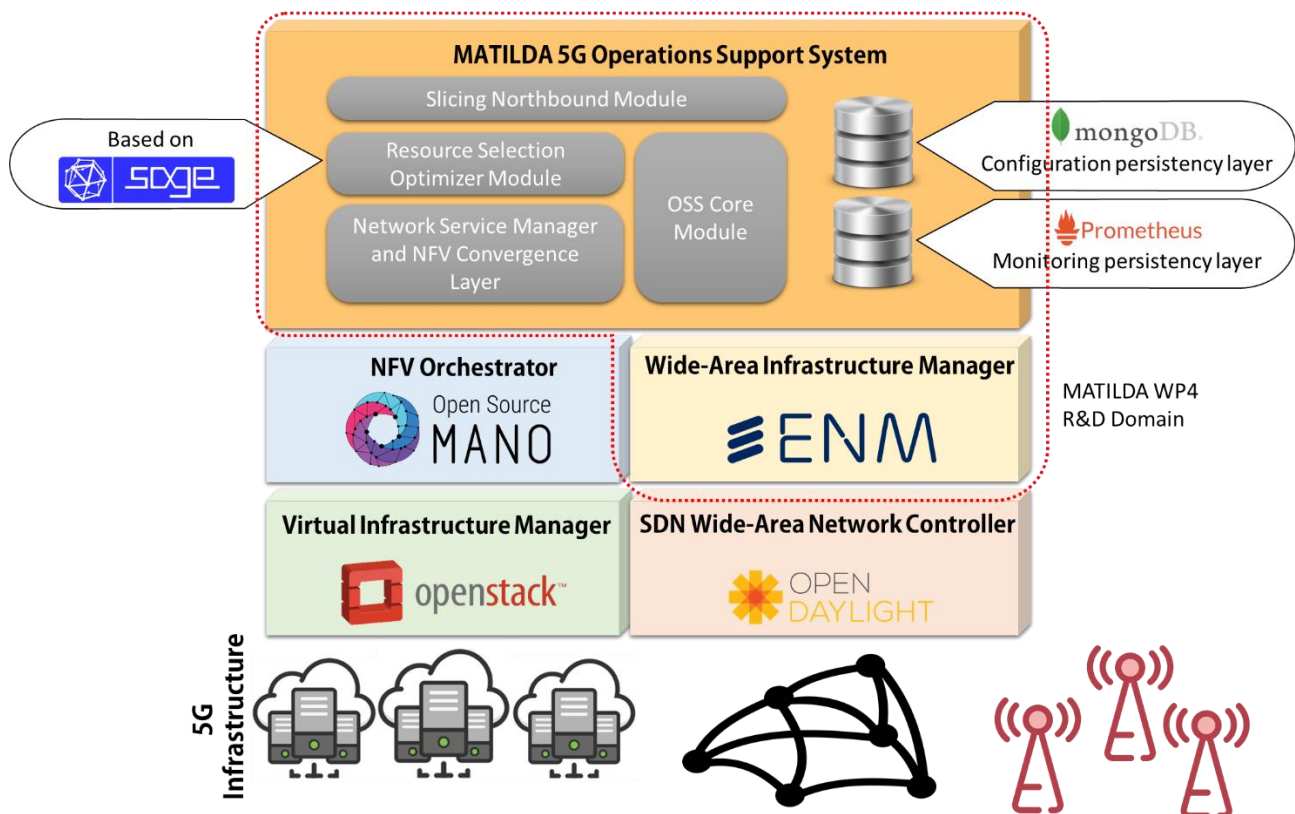 MATILDA 5G Operations Support System
Slicing Northbound Module
Based on
sage
Resource Selection
Optimizer Module
Network Service Manager
and NFV Convergence
Layer
OSS Core
Module
mongoDB.
Configuration persistency layer
Prometheus
Monitoring persistency layer
NFV Orchestrator
Open Source
MANO
Wide-Area Infrastructure Manager
ENM
MATILDA WP4
R&D Domain
Virtual Infrastructure Manager
openstack™
SDN Wide-Area Network Controller
OPEN
DAYLIGHT
5G
Infrastructure